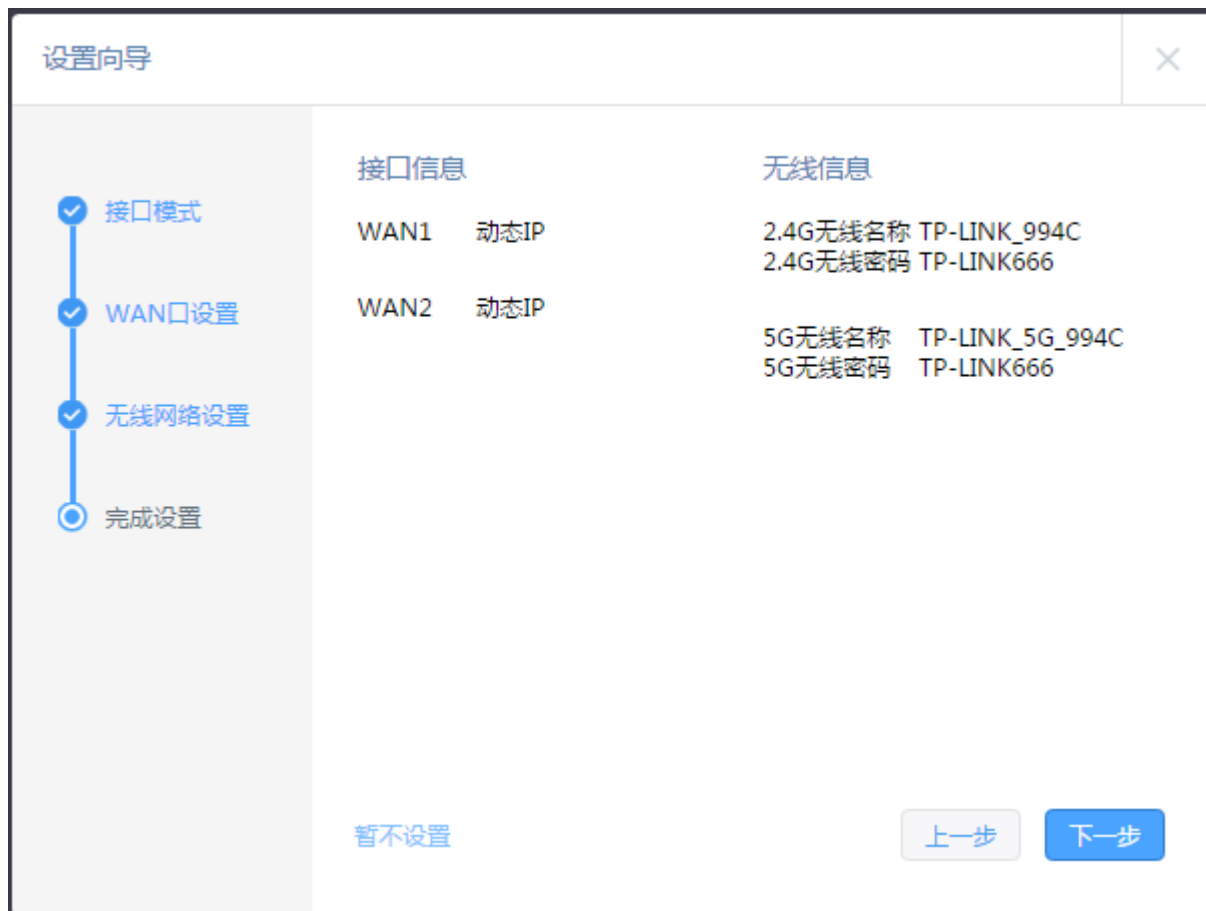 设置向导
接口模式
WAN口设置
无线网络设置
完成设置
接口信息
WAN1 动态IP
WAN2 动态IP
无线信息
2.4G无线名称 TP-LINK_994C
2.4G无线密码 TP-LINK666
5G无线名称 TP-LINK_5G_994C
5G无线密码 TP-LINK666
暂不设置
上一步
下一步